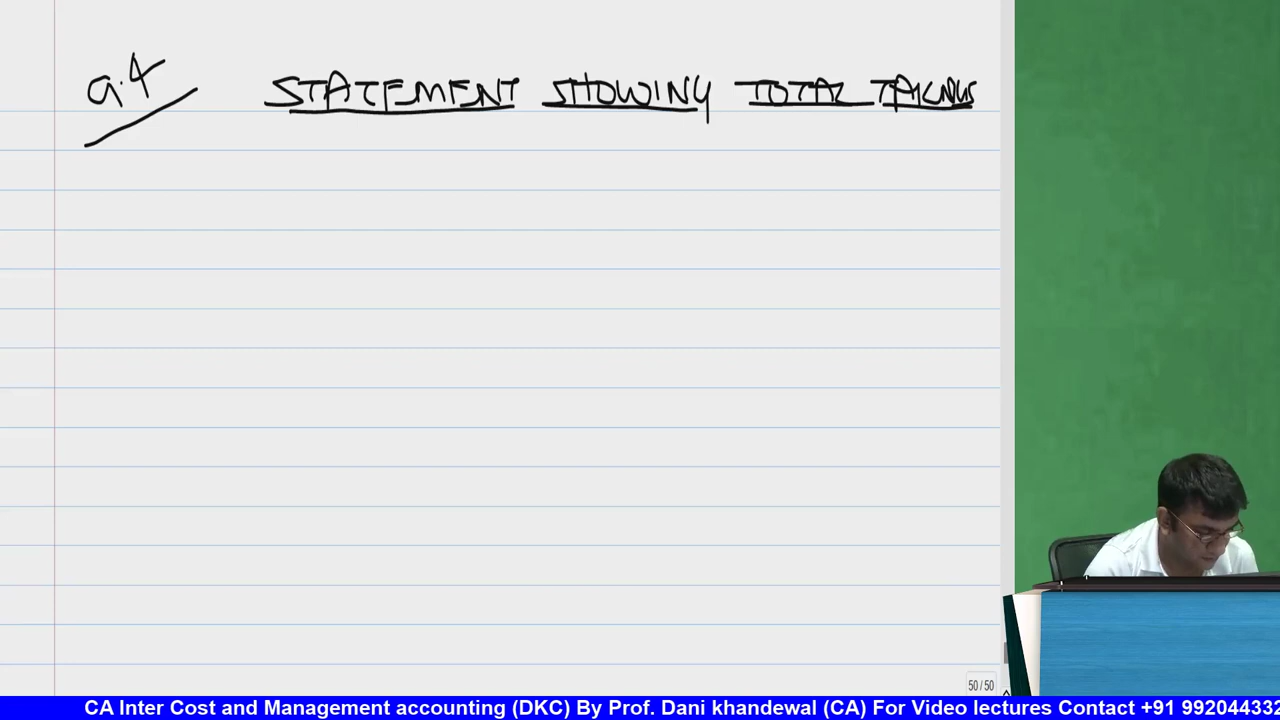 Q.4 STATEMENT SHOWING TOTAL TAKINGS
50/50
CA Inter Cost and Management accounting (DKC) By Prof. Dani khandewal (CA) For Video lectures Contact +91 992044332